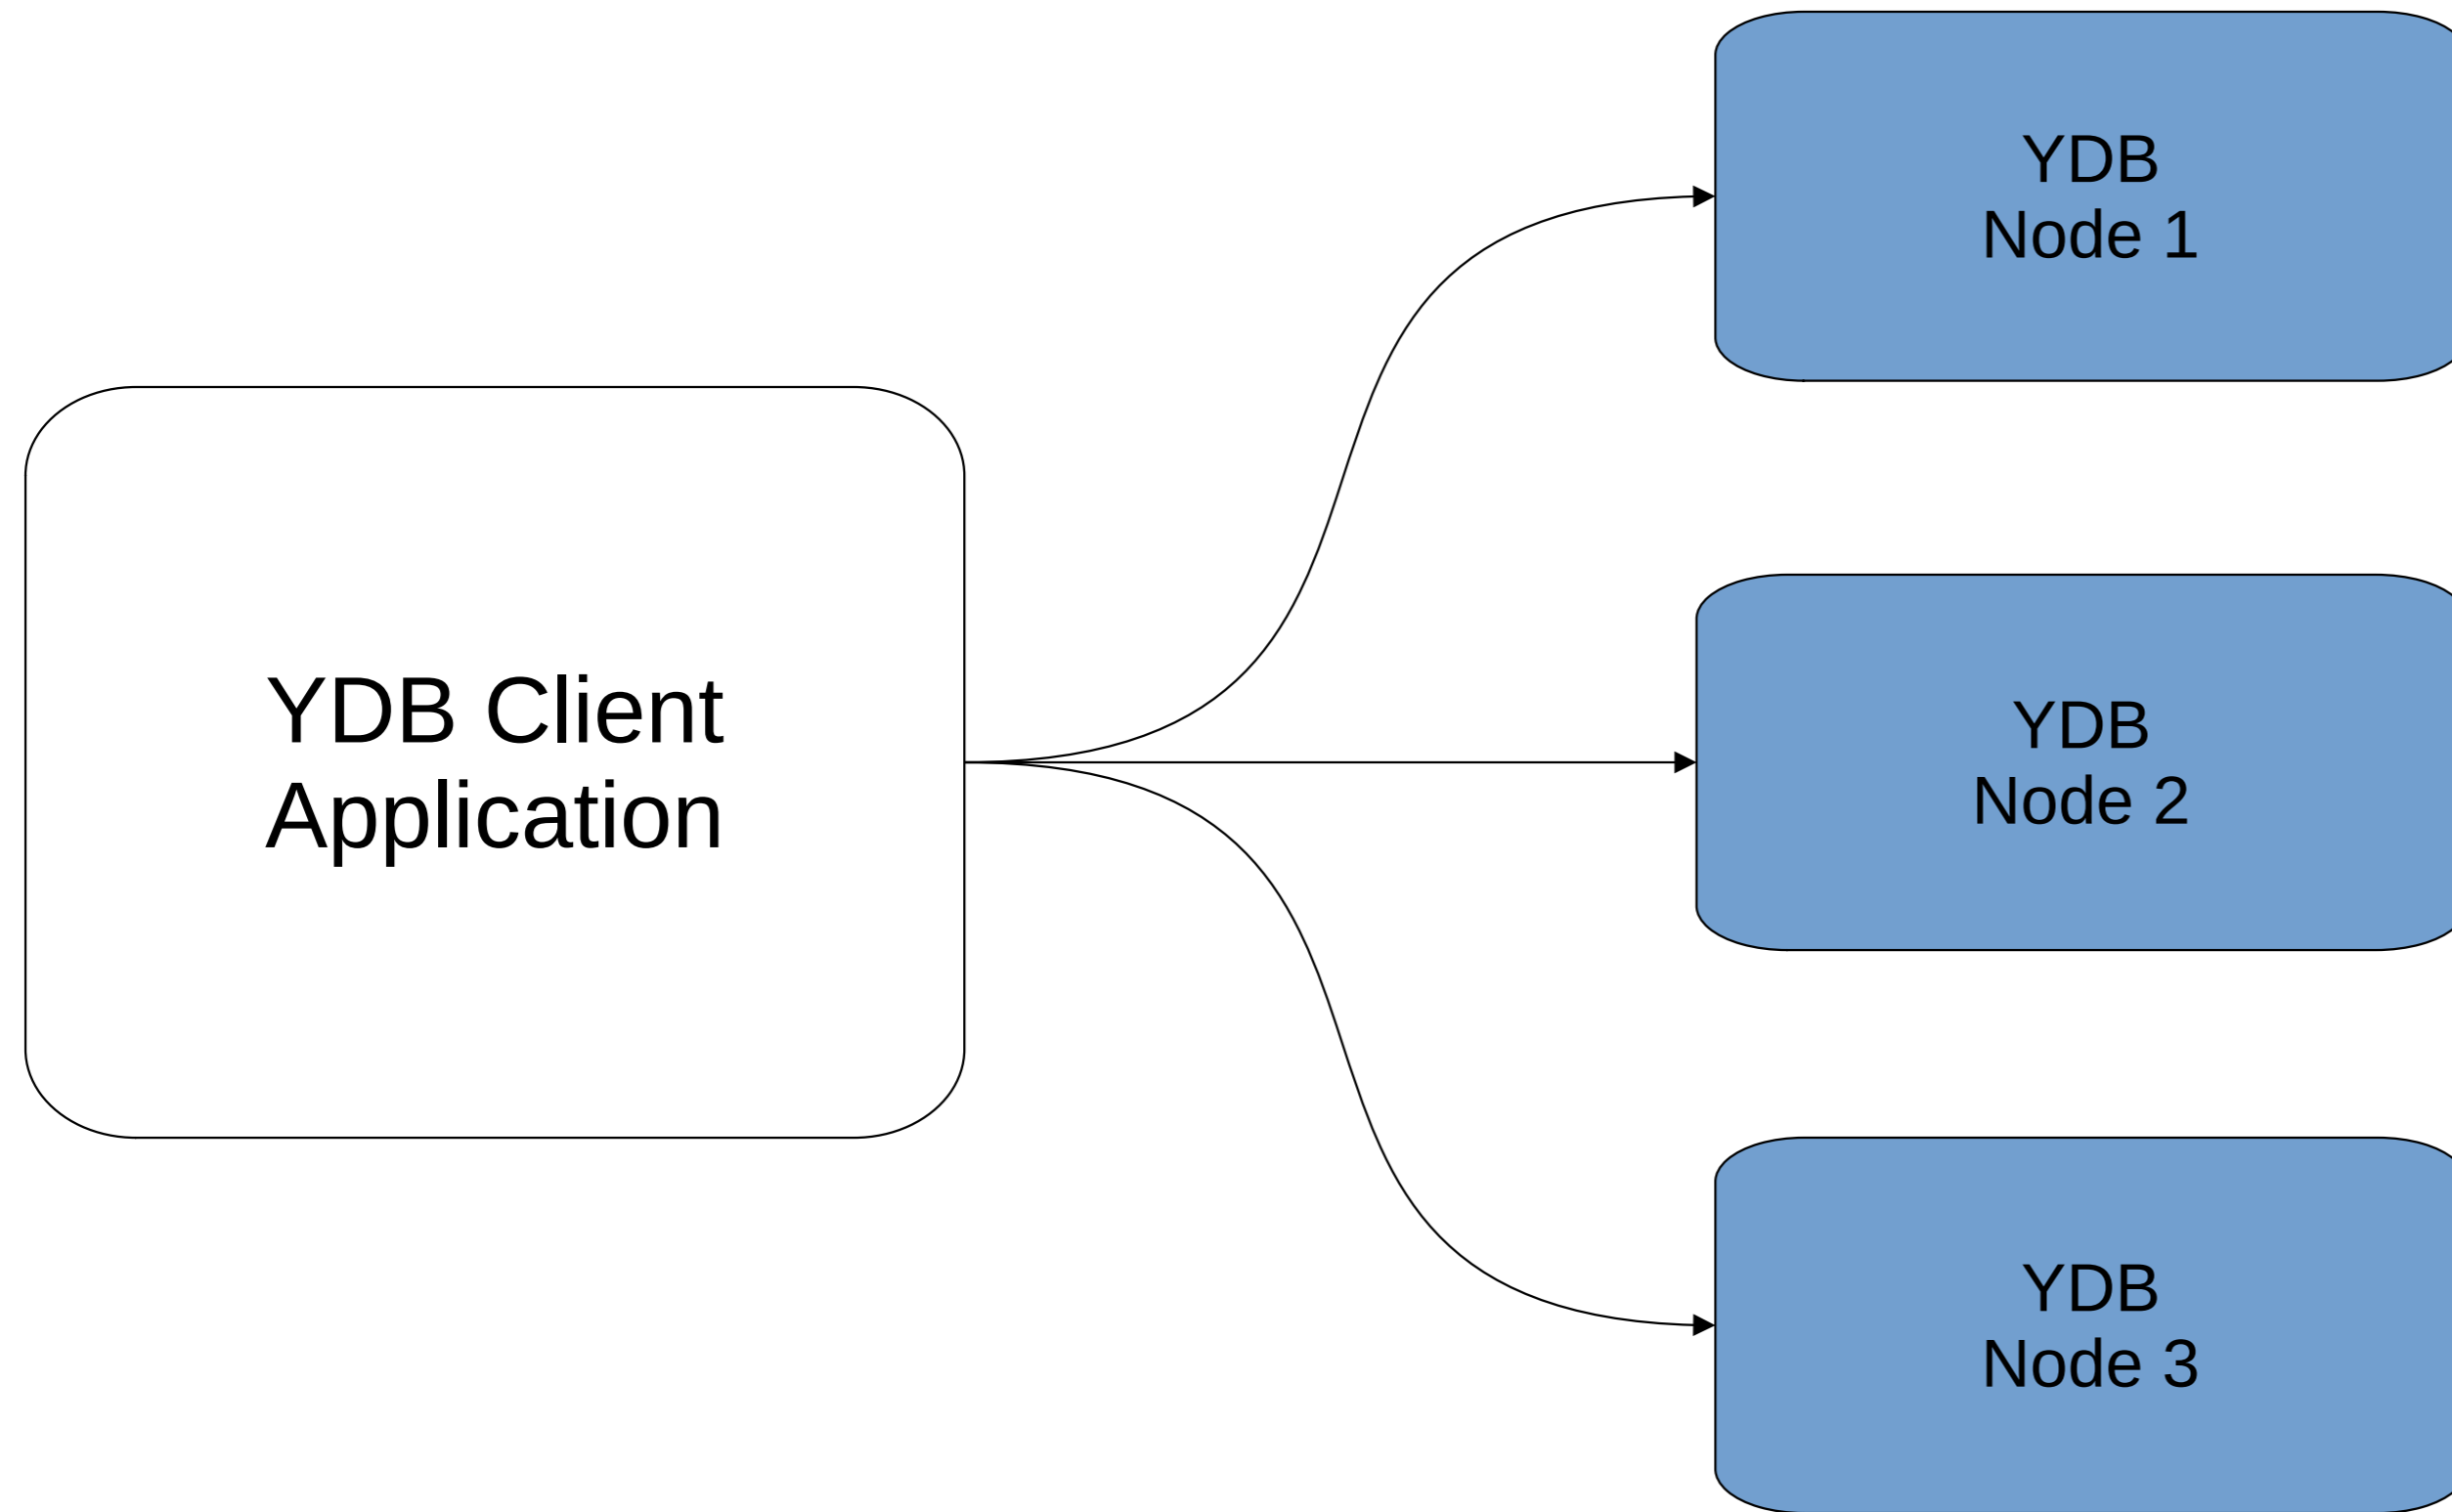 YDB Client
Application
YDB
Node 1
YDB
Node 2
YDB
Node 3